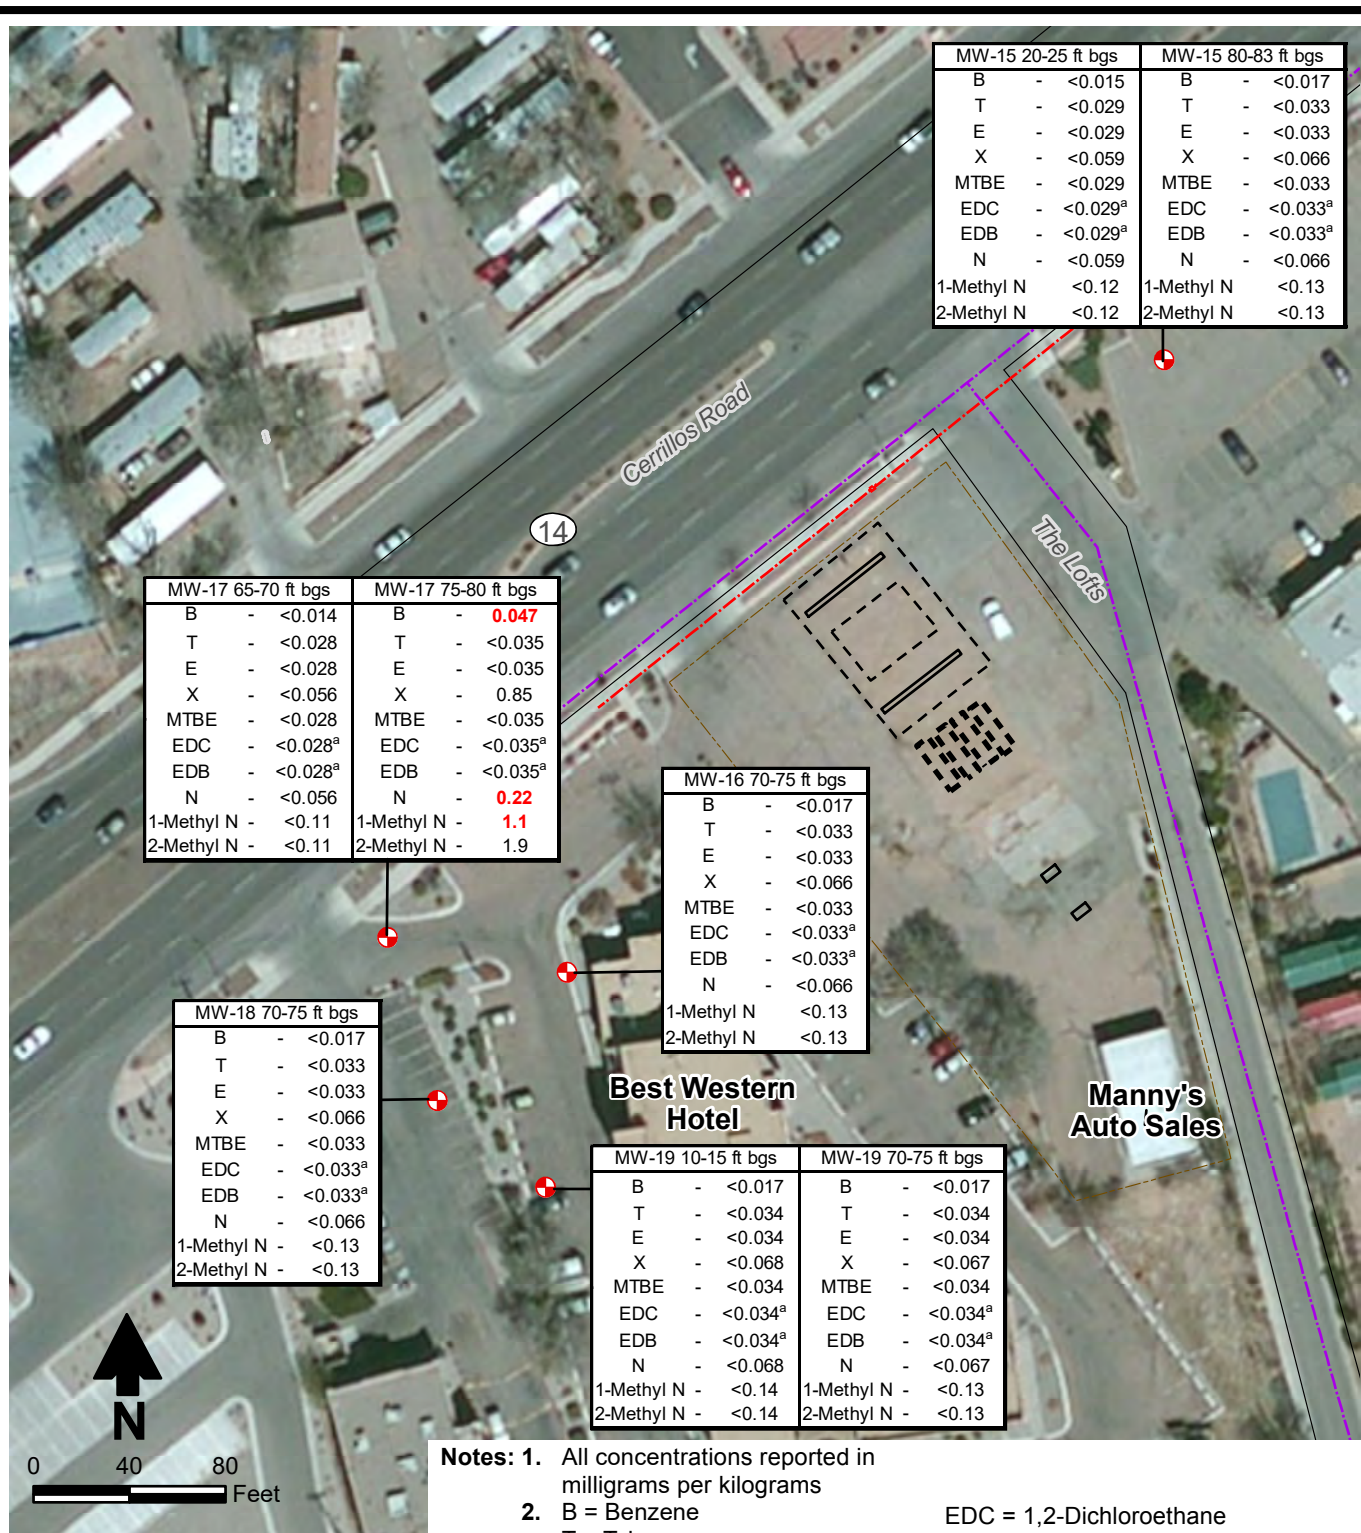 MW-15 20-25 ft bgs MW-15 80-83 ft bgs
B - <0.015 B - <0.017
T - <0.029 T - <0.033
E - <0.029 E - <0.033
X - <0.059 X - <0.066
MTBE - <0.029 MTBE - <0.033
EDC - <0.029a EDC - <0.033a
EDB - <0.029a EDB - <0.033a
N - <0.059 N - <0.066
1-Methyl N <0.12 1-Methyl N <0.13
2-Methyl N <0.12 2-Methyl N <0.13
Cerrillos Road
14
The Lofts
MW-17 65-70 ft bgs MW-17 75-80 ft bgs
B - <0.014 B - 0.047
T - <0.028 T - <0.035
E - <0.028 E - <0.035
X - <0.056 X - 0.85
MTBE - <0.028 MTBE - <0.035
EDC - <0.028a EDC - <0.035a
EDB - <0.028a EDB - <0.035a
N - <0.056 N - 0.22
1-Methyl N - <0.11 1-Methyl N - 1.1
2-Methyl N - <0.11 2-Methyl N - 1.9
MW-16 70-75 ft bgs
B - <0.017
T - <0.033
E - <0.033
X - <0.066
MTBE - <0.033
EDC - <0.033a
EDB - <0.033a
N - <0.066
1-Methyl N <0.13
2-Methyl N <0.13
MW-18 70-75 ft bgs
B - <0.017
T - <0.033
E - <0.033
X - <0.066
MTBE - <0.033
EDC - <0.033a
EDB - <0.033a
N - <0.066
1-Methyl N - <0.13
2-Methyl N - <0.13
Best Western
Hotel
Manny's
Auto Sales
MW-19 10-15 ft bgs MW-19 70-75 ft bgs
B - <0.017 B - <0.017
T - <0.034 T - <0.034
E - <0.034 E - <0.034
X - <0.068 X - <0.067
MTBE - <0.034 MTBE - <0.034
EDC - <0.034a EDC - <0.034a
EDB - <0.034a EDB - <0.034a
N - <0.068 N - <0.067
1-Methyl N - <0.14 1-Methyl N - <0.13
2-Methyl N - <0.14 2-Methyl N - <0.13
N
0 40 80
Feet
Notes: 1. All concentrations reported in
milligrams per kilograms
2. B = Benzene EDC = 1,2-Dichloroethane